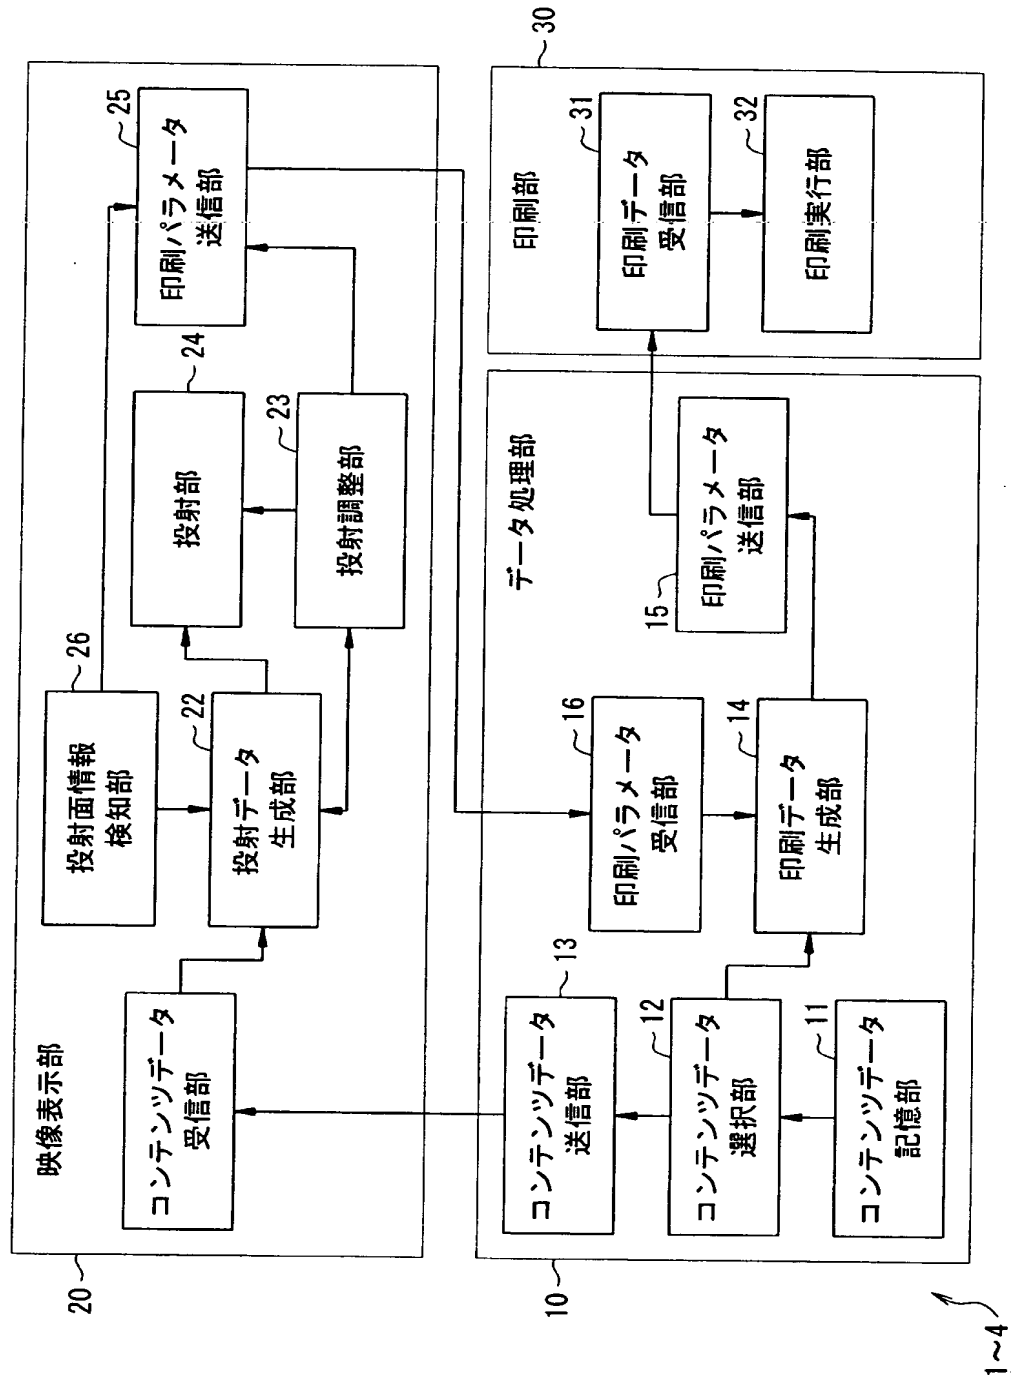 20
映像表示部
コンテンツデータ
受信部
投射面情報
検知部
26
投射データ
生成部
22
投射部
24
投射調整部
23
印刷パラメータ
送信部
25
10
データ処理部
コンテンツデータ
送信部
13
コンテンツデータ
選択部
12
コンテンツデータ
記憶部
11
印刷パラメータ
受信部
16
印刷データ
生成部
14
印刷パラメータ
送信部
15
30
印刷部
印刷データ
受信部
31
印刷実行部
32
1～4